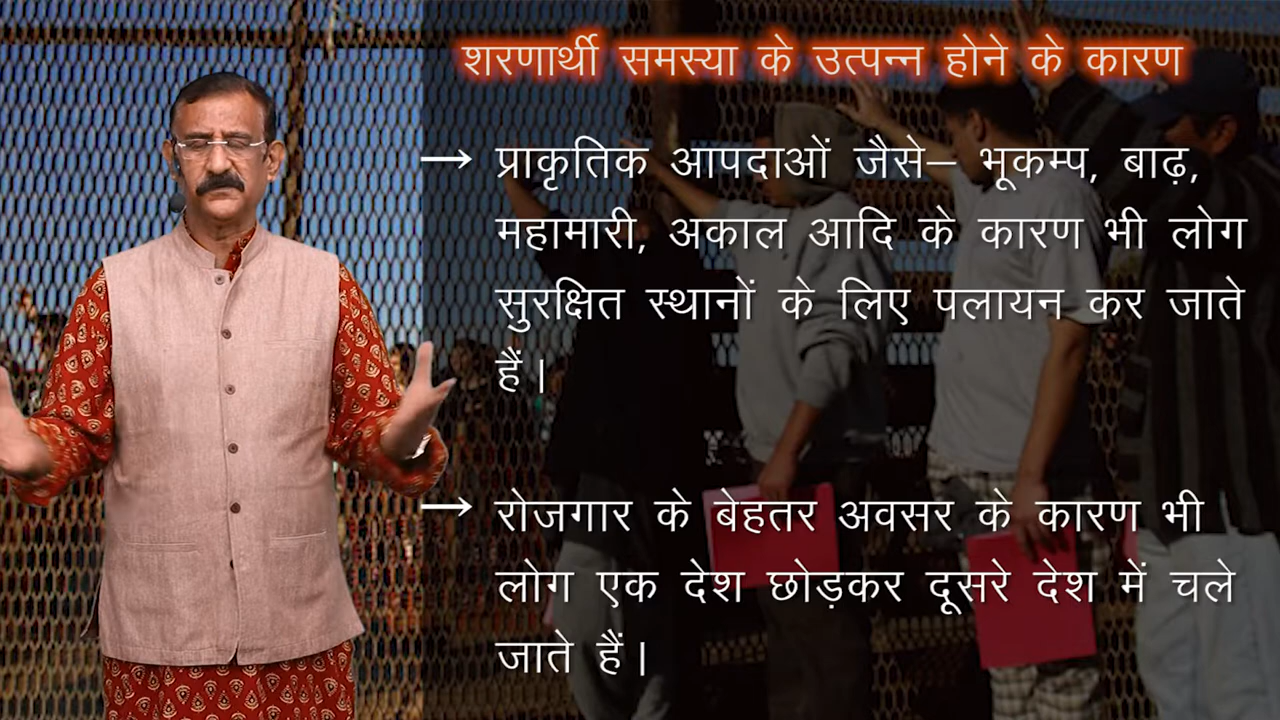 शरणार्थी समस्या के उत्पन्न होने के कारण
→ प्राकृतिक आपदाओं जैसे– भूकम्प, बाढ़,
महामारी, अकाल आदि के कारण भी लोग
सुरक्षित स्थानों के लिए पलायन कर जाते
हैं।
→ रोजगार के बेहतर अवसर के कारण भी
लोग एक देश छोड़कर दूसरे देश में चले
जाते हैं।